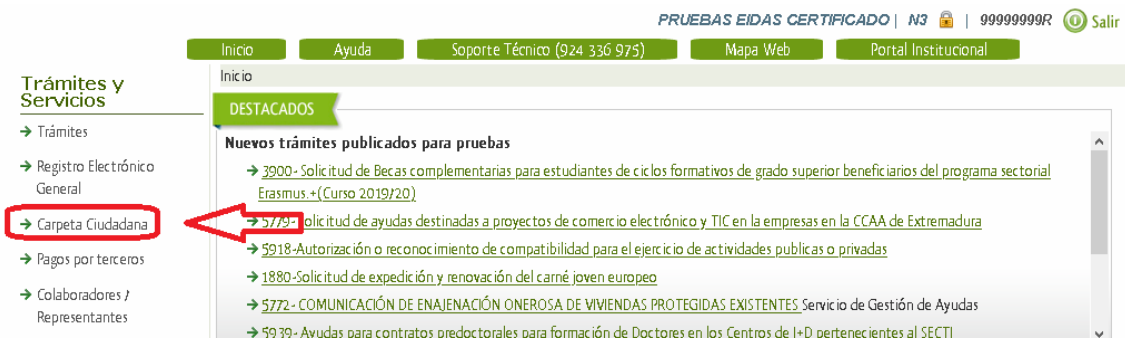 PRUEBAS EIDAS CERTIFICADO | N3 | 99999999R Salir
Inicio Ayuda Soporte Técnico (924 336 975) Mapa Web Portal Institucional
Trámites y
Servicios
Trámites
Registro Electrónico
General
Carpeta Ciudadana
Pagos por terceros
Colaboradores /
Representantes
Inicio
DESTACADOS
Nuevos trámites publicados para pruebas
3900- Solicitud de Becas complementarias para estudiantes de ciclos formativos de grado superior beneficiarios del programa sectorial
Erasmus.+(Curso 2019/20)
5779- olicitud de ayudas destinadas a proyectos de comercio electrónico y TIC en la empresas en la CCAA de Extremadura
5918-Autorización o reconocimiento de compatibilidad para el ejercicio de actividades publicas o privadas
1880-Solicitud de expedición y renovación del carné joven europeo
5772- COMUNICACIÓN DE ENAJENACIÓN ONEROSA DE VIVIENDAS PROTEGIDAS EXISTENTES Servicio de Gestión de Ayudas
5939- Ayudas para contratos predoctorales para formación de Doctores en los Centros de I+D pertenecientes al SECTI